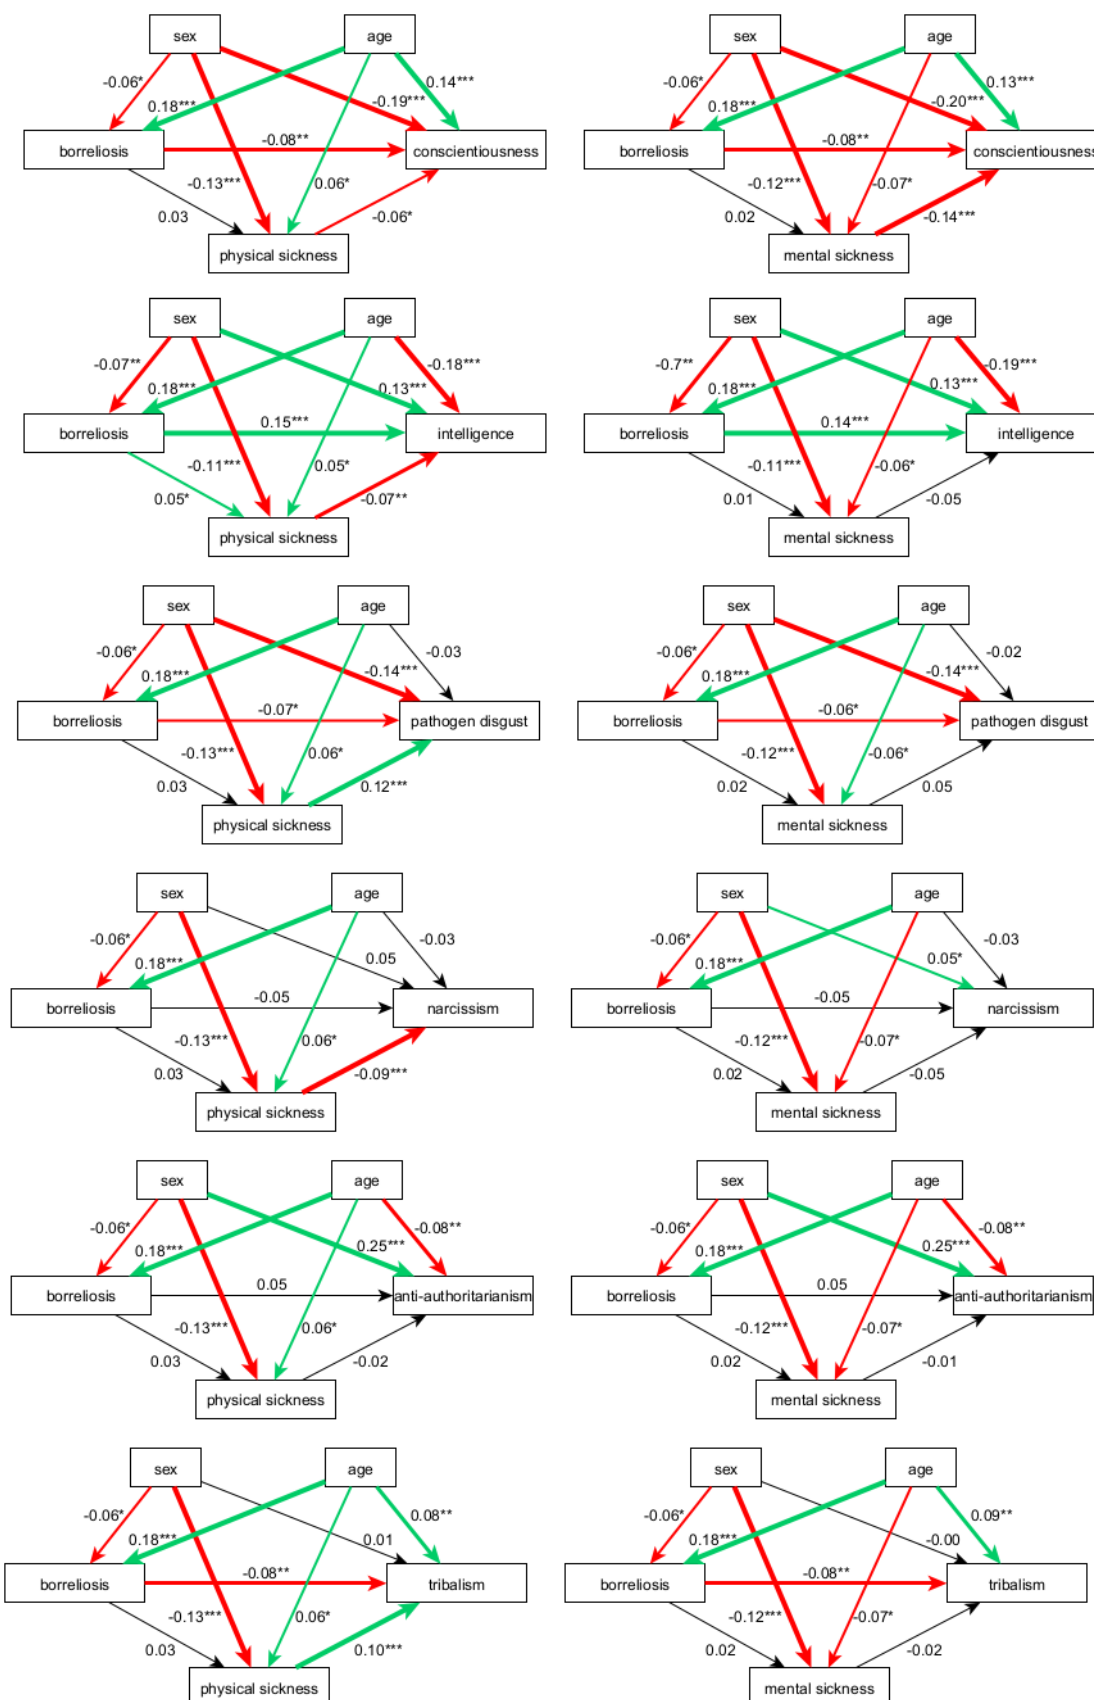 sex age sex age
-0.06* 0.14*** -0.06* 0.13***
0.18*** -0.19*** 0.18*** -0.20***
borreliosis -0.08** conscientiousness borreliosis -0.08** conscientiousness
-0.13*** 0.06* -0.12*** -0.07*
0.03 -0.06* 0.02 -0.14***
physical sickness mental sickness
sex age sex age
-0.07** -0.18*** -0.7** -0.19***
0.18*** 0.13*** 0.18*** 0.13***
borreliosis 0.15*** intelligence borreliosis 0.14*** intelligence
-0.11*** 0.05* -0.11*** -0.06*
0.05* -0.07** 0.01 -0.05
physical sickness mental sickness
sex age sex age
-0.06* -0.03 -0.06* -0.02
0.18*** -0.14*** 0.18*** -0.14***
borreliosis -0.07* pathogen disgust borreliosis -0.06* pathogen disgust
-0.13*** 0.06* -0.12*** -0.06*
0.03 0.12*** 0.02 0.05
physical sickness mental sickness
sex age sex age
-0.06* -0.03 -0.06* -0.03
0.18*** 0.05 0.18*** 0.05*
borreliosis -0.05 narcissism borreliosis -0.05 narcissism
-0.13*** 0.06* -0.12*** -0.07*
0.03 -0.09*** 0.02 -0.05
physical sickness mental sickness
sex age sex age
-0.06* -0.08** -0.06* -0.08**
0.18*** 0.25*** 0.18*** 0.25***
borreliosis 0.05 anti-authoritarianism borreliosis 0.05 anti-authoritarianism
-0.13*** 0.06* -0.12*** -0.07*
0.03 -0.02 0.02 -0.01
physical sickness mental sickness
sex age sex age
-0.06* 0.08** -0.06* 0.09**
0.18*** 0.01 0.18*** -0.00
borreliosis -0.08** tribalism borreliosis -0.08** tribalism
-0.13*** 0.06* -0.12*** -0.07*
0.03 0.10*** 0.02 -0.02
physical sickness mental sickness